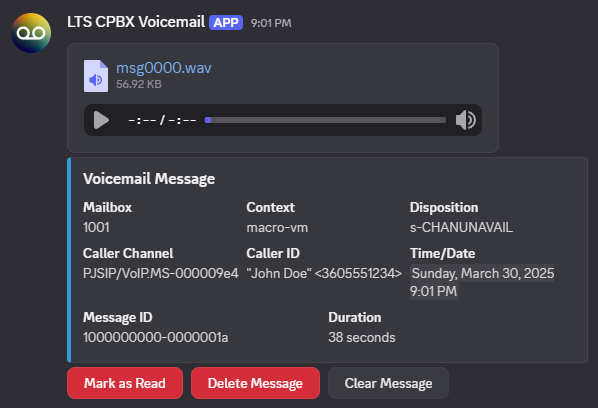 LTS CPBX Voicemail APP 9:01 PM
msg0000.wav
56.92 KB
-:-- / -:--
Voicemail Message
Mailbox Context Disposition
1001 macro-vm s-CHANUNAVAIL
Caller Channel Caller ID Time/Date
PJSIP/VoIP.MS-000009e4 "John Doe" <3605551234> Sunday, March 30, 2025
9:01 PM
Message ID Duration
1000000000-0000001a 38 seconds
Mark as Read Delete Message Clear Message